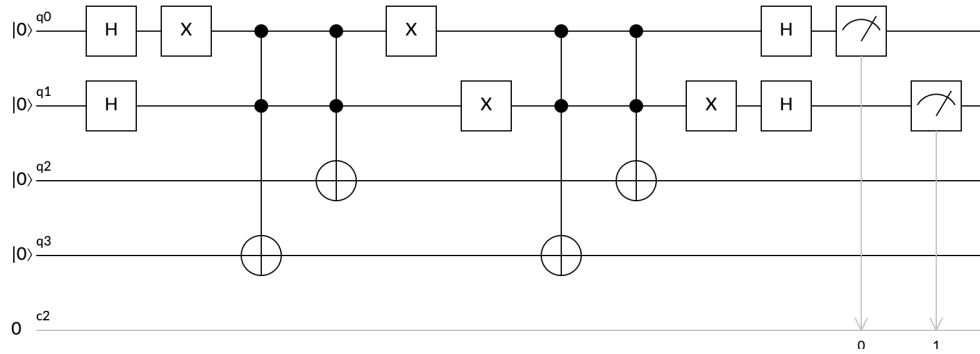 |0⟩ q0 H X X H
|0⟩ q1 H X X H
|0⟩ q2
|0⟩ q3
0 c2
0 1